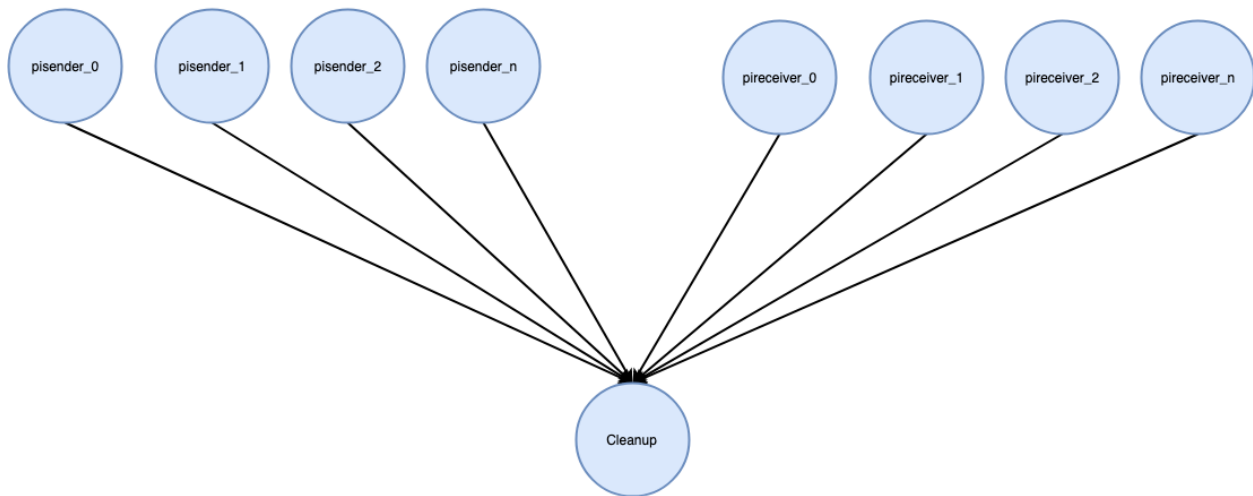 pisender_0
pisender_1
pisender_2
pisender_n
pireceiver_0
pireceiver_1
pireceiver_2
pireceiver_n
Cleanup